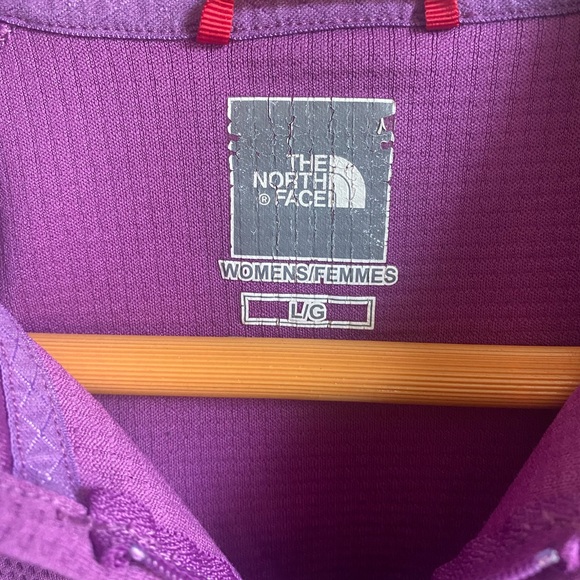 THE
NORTH
® FACE
WOMENS/FEMMES
L/G